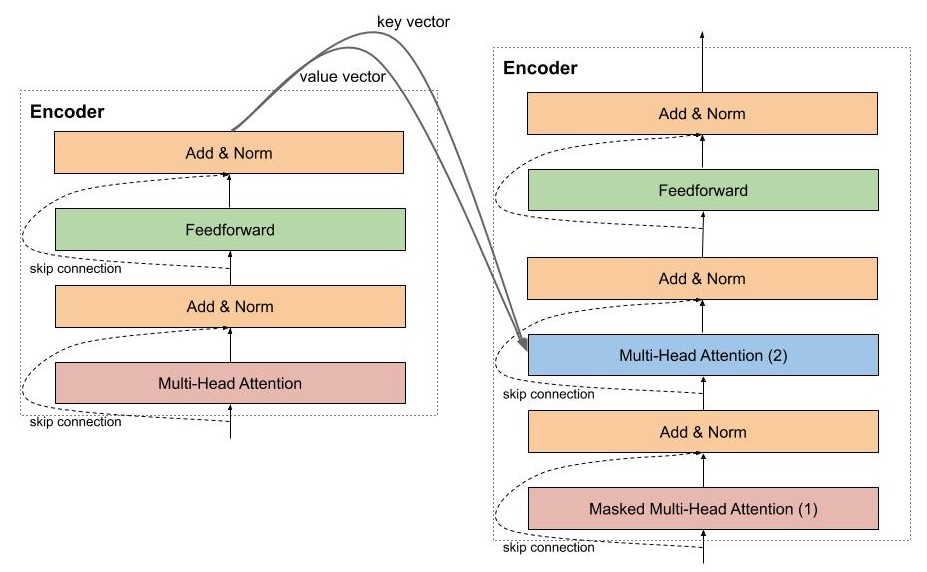 key vector
value vector
Encoder
Add & Norm
Feedforward
skip connection
Add & Norm
Multi-Head Attention
skip connection
Encoder
Add & Norm
Feedforward
Add & Norm
Multi-Head Attention (2)
skip connection
Add & Norm
Masked Multi-Head Attention (1)
skip connection